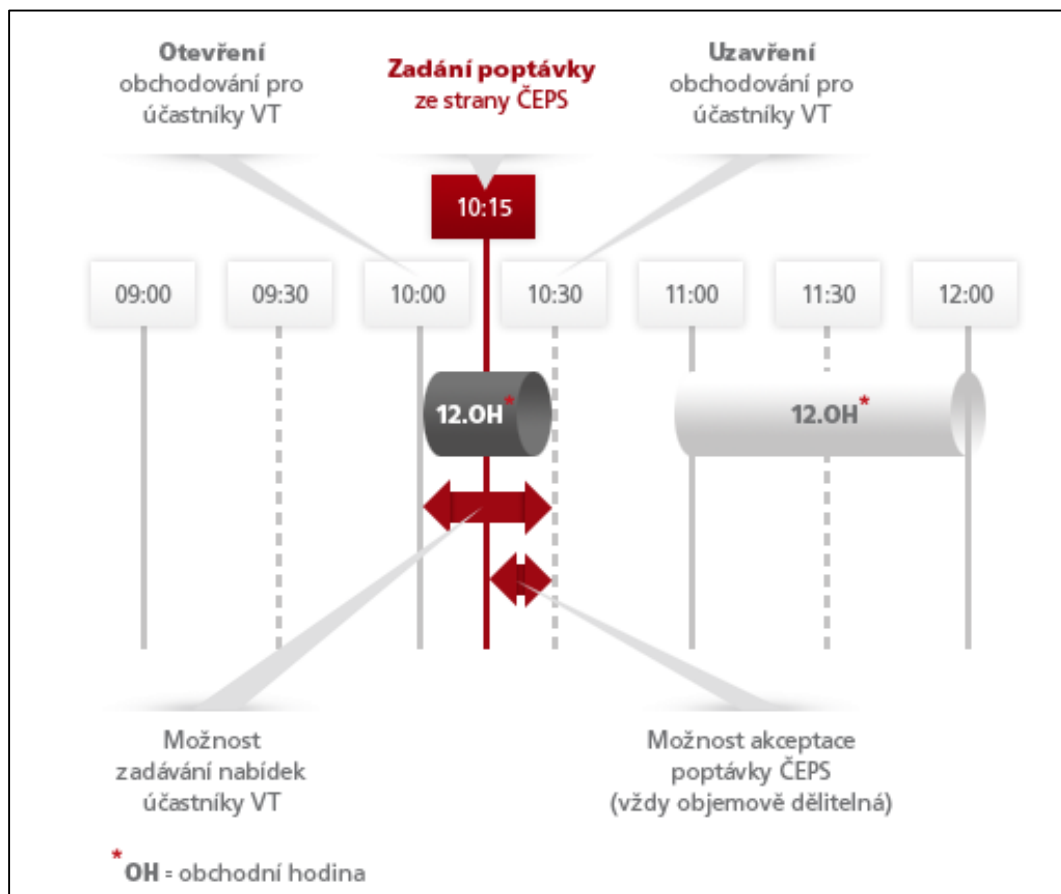 Otevření
obchodování pro
účastníky VT
Zadání poptávky
ze strany ČEPS
Uzavření
obchodování pro
účastníky VT
10:15
09:00
09:30
10:00
10:30
11:00
11:30
12:00
12.OH*
12.OH*
Možnost
zadávání nabídek
účastníky VT
Možnost akceptace
poptávky ČEPS
(vždy objemově dělitelná)
*OH = obchodní hodina